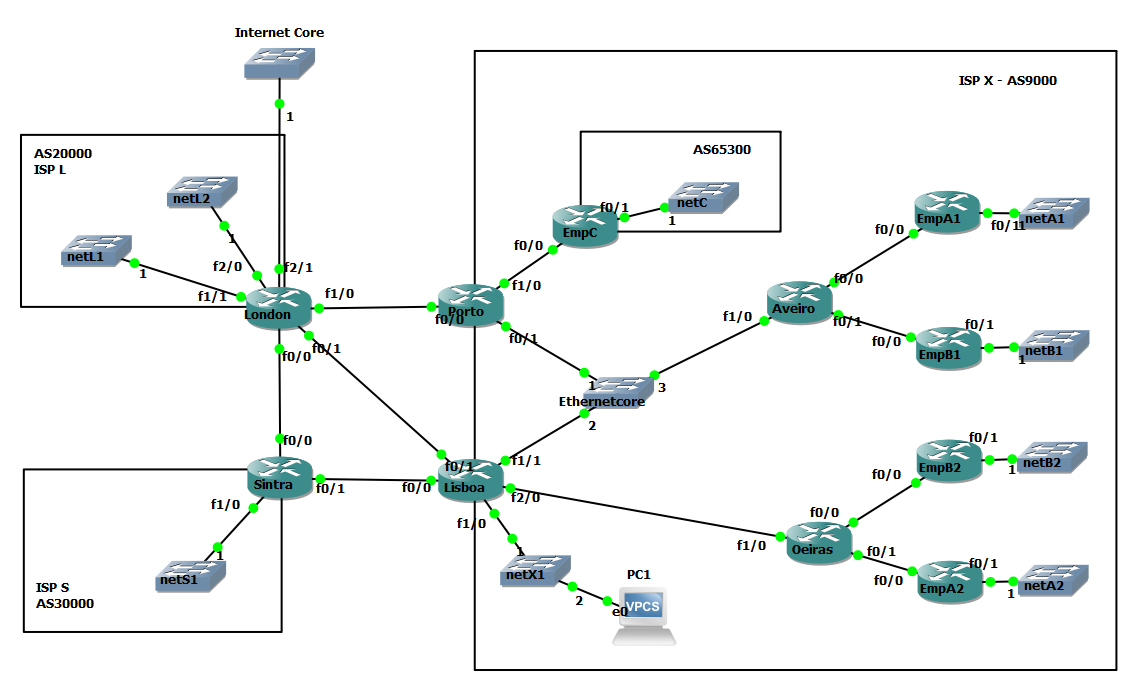 Internet Core
1
ISP X - AS9000
AS20000
ISP L
AS65300
netL2
1
netC
f0/1
1
EmpC
f0/0
EmpA1
f0/1
1
netA1
f0/0
netL1
1
f2/0
f2/1
f1/1
London
f1/0
f0/0
Porto
f1/0
f0/1
f0/0
f0/1
Aveiro
f1/0
f0/0
f0/1
f0/0
EmpB1
f0/1
1
netB1
1
3
Ethernetcore
2
f0/0
Sintra
f0/1
f1/0
f0/0
f0/1
Lisboa
f1/1
f2/0
f1/0
EmpB2
f0/1
1
netB2
f0/0
f0/0
Oeiras
f1/0
f0/1
f0/0
EmpA2
f0/1
1
netA2
1
netS1
1
netX1
2
PC1
e0
VPCS
ISP S
AS30000